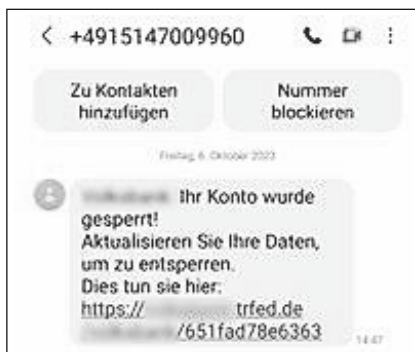 +4915147009960
Zu Kontakten
hinzufügen
Nummer
blockieren
Freitag, 6. Oktober 2023
Ihr Konto wurde
gesperrt!
Aktualisieren Sie Ihre Daten,
um zu entsperren.
Dies tun sie hier:
https:// .trfed.de
/651fad78e6363
14:47